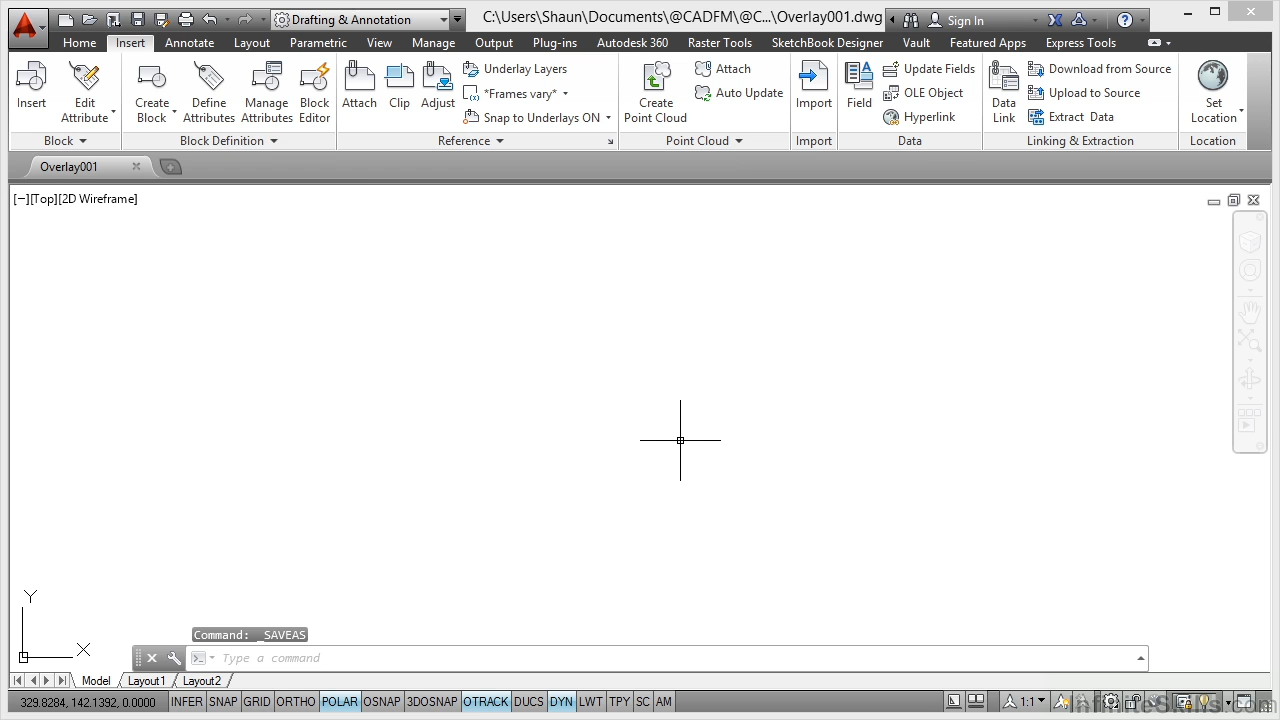 Drafting & Annotation
C:\Users\Shaun\Documents\@CADFM\@C...\Overlay001.dwg
Sign In
Home Insert Annotate Layout Parametric View Manage Output Plug-ins Autodesk 360 Raster Tools SketchBook Designer Vault Featured Apps Express Tools
Insert
Edit Attribute
Create Block
Define Attributes
Manage Attributes
Block Editor
Attach
Clip
Adjust
Underlay Layers
*Frames vary*
Snap to Underlays ON
Create Point Cloud
Attach
Auto Update
Import
Field
Update Fields
OLE Object
Hyperlink
Data Link
Download from Source
Upload to Source
Extract Data
Set Location
Block Block Definition Reference Point Cloud Import Data Linking & Extraction Location
Overlay001
[−][Top][2D Wireframe]
Y
X
Command: _SAVEAS
Type a command
Model Layout1 Layout2
329.8284, 142.1392, 0.0000 INFER SNAP GRID ORTHO POLAR OSNAP 3DOSNAP OTRACK DUCS DYN LWT TPY SC AM 1:1
InfiniteSkills.com